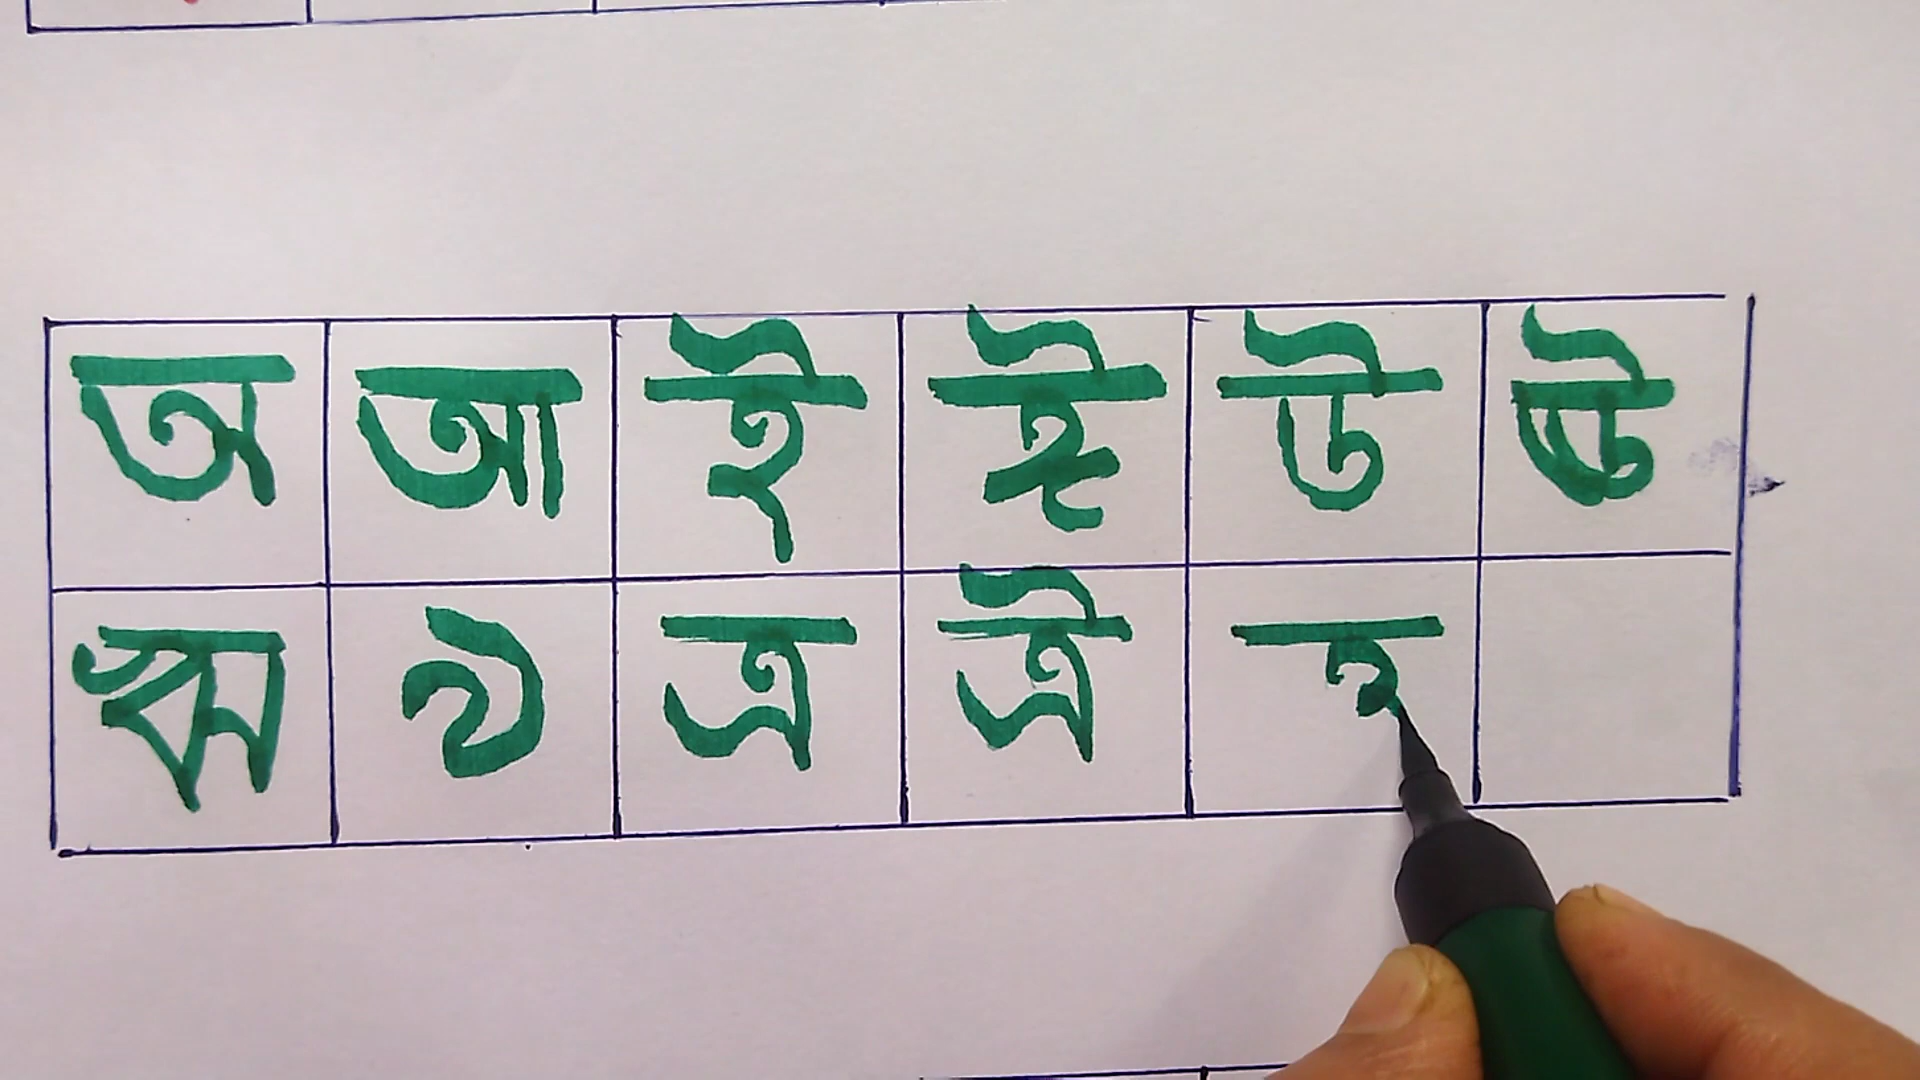 অ আ ই ঈ উ ঊ
ঋ ঌ এ ঐ